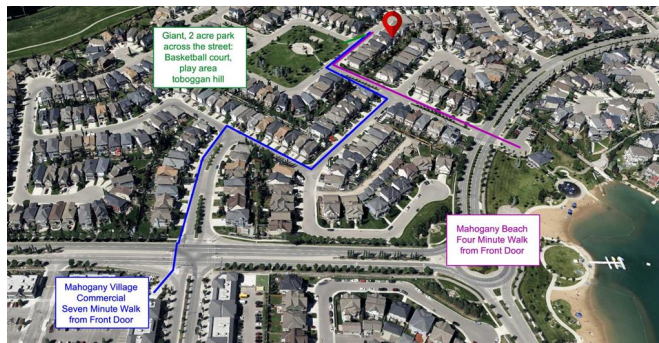 Giant, 2 acre park
across the street:
Basketball court,
play area
toboggan hill
Mahogany Beach
Four Minute Walk
from Front Door
Mahogany Village
Commercial
Seven Minute Walk
from Front Door